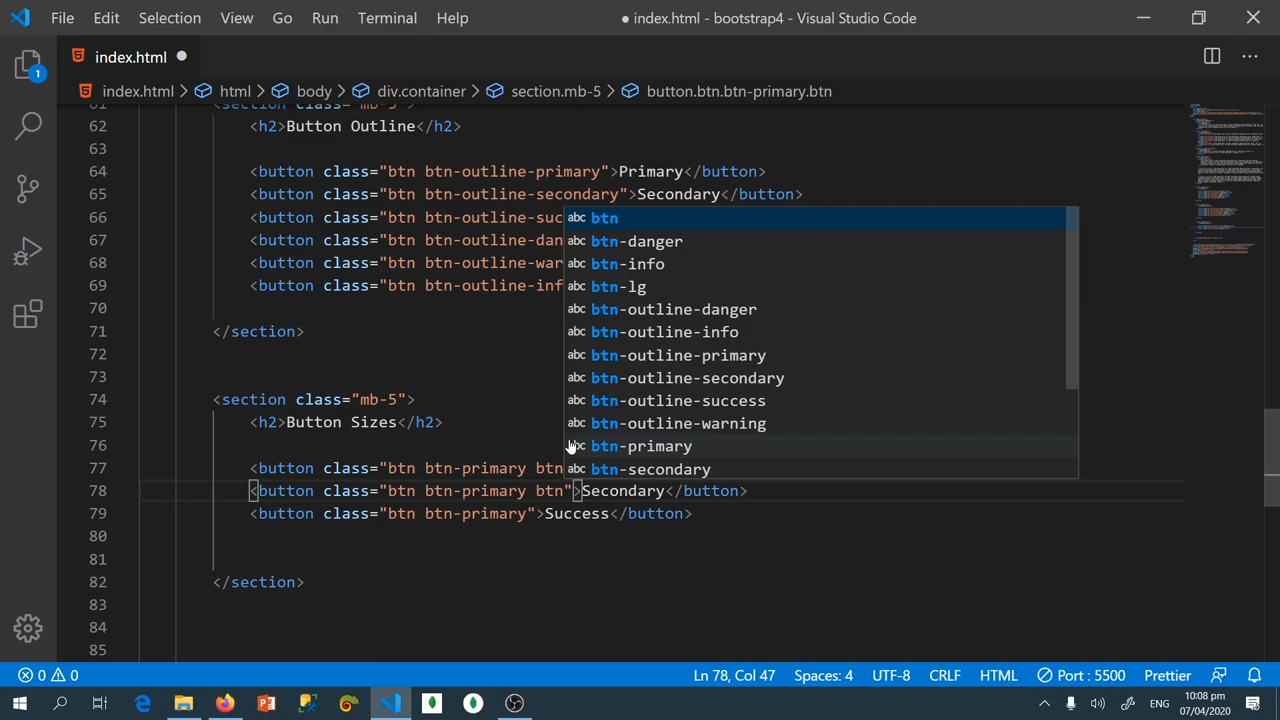 File Edit Selection View Go Run Terminal Help ● index.html - bootstrap4 - Visual Studio Code
index.html
1
index.html > html > body > div.container > section.mb-5 > button.btn.btn-primary.btn
61 <section class="mb-5">
62 <h2>Button Outline</h2>
63
64 <button class="btn btn-outline-primary">Primary</button>
65 <button class="btn btn-outline-secondary">Secondary</button>
66 <button class="btn btn-outline-suc
67 <button class="btn btn-outline-dan
68 <button class="btn btn-outline-war
69 <button class="btn btn-outline-inf
70
71 </section>
72
73
74 <section class="mb-5">
75 <h2>Button Sizes</h2>
76
77 <button class="btn btn-primary btn
78 <button class="btn btn-primary btn">Secondary</button>
79 <button class="btn btn-primary">Success</button>
80
81
82 </section>
83
84
85
abc btn
abc btn-danger
abc btn-info
abc btn-lg
abc btn-outline-danger
abc btn-outline-info
abc btn-outline-primary
abc btn-outline-secondary
abc btn-outline-success
abc btn-outline-warning
abc btn-primary
abc btn-secondary
0 0 Ln 78, Col 47 Spaces: 4 UTF-8 CRLF HTML Port : 5500 Prettier
ENG 10:08 pm
07/04/2020